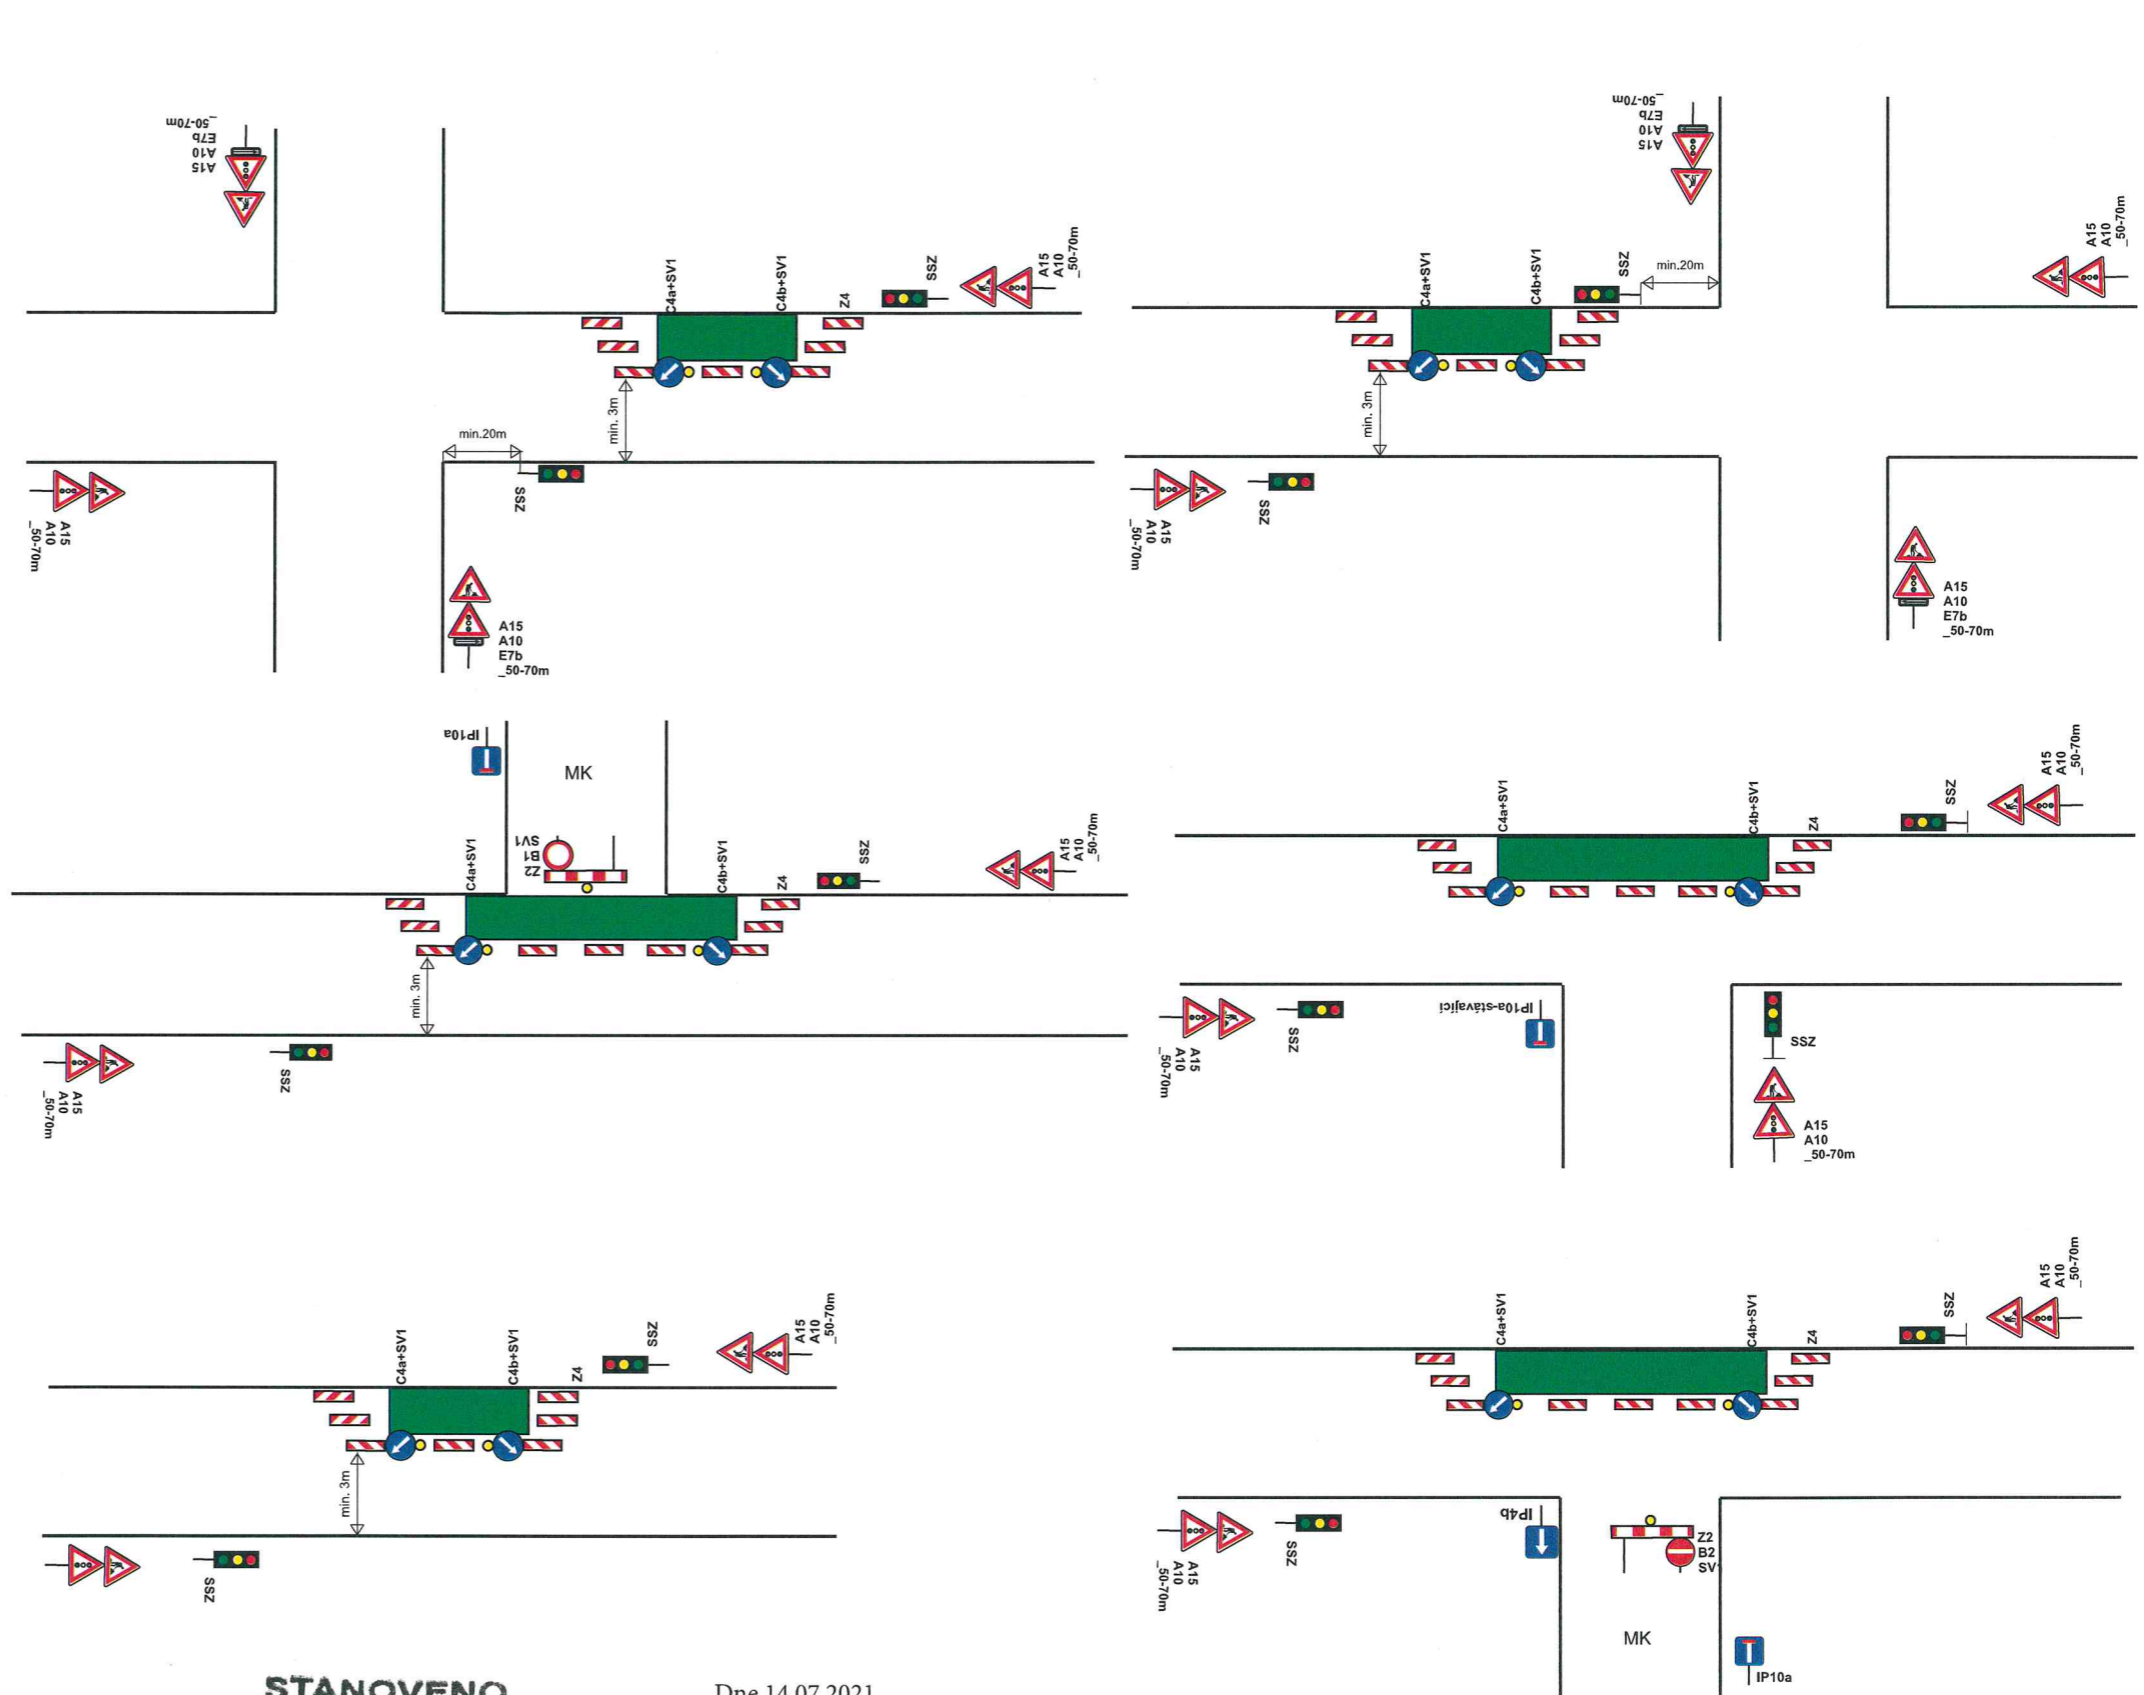 A15
A10
E7b
_50-70m
C4a+SV1
C4b+SV1
Z4
SSZ
A15
A10
_50-70m
min. 3m
min.20m
SSZ
A15
A10
_50-70m
A15
A10
E7b
_50-70m
A15
A10
E7b
_50-70m
C4a+SV1
C4b+SV1
SSZ
min.20m
A15
A10
_50-70m
min. 3m
A15
A10
_50-70m
SSZ
A15
A10
E7b
_50-70m
IP10a
MK
C4a+SV1
Z2
B1
SV1
C4b+SV1
Z4
SSZ
A15
A10
_50-70m
min. 3m
A15
A10
_50-70m
SSZ
C4a+SV1
C4b+SV1
Z4
SSZ
A15
A10
_50-70m
A15
A10
_50-70m
SSZ
IP10a-stávající
SSZ
A15
A10
_50-70m
C4a+SV1
C4b+SV1
Z4
SSZ
A15
A10
_50-70m
min. 3m
SSZ
C4a+SV1
C4b+SV1
Z4
SSZ
A15
A10
_50-70m
A15
A10
_50-70m
SSZ
IP4b
Z2
B2
SV1
MK
IP10a
STANOVENO
Dne 14.07.2021